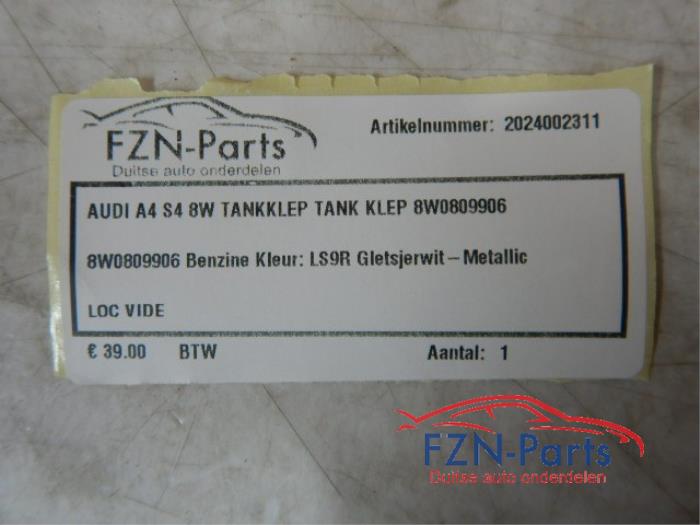 FZN-Parts
Duitse auto onderdelen
Artikelnummer: 2024002311
AUDI A4 S4 8W TANKKLEP TANK KLEP 8W0809906
8W0809906 Benzine Kleur: LS9R Gletsjerwit-Metallic
LOC VIDE
€ 39.00 BTW Aantal: 1
FZN-Parts
Duitse auto onderdelen